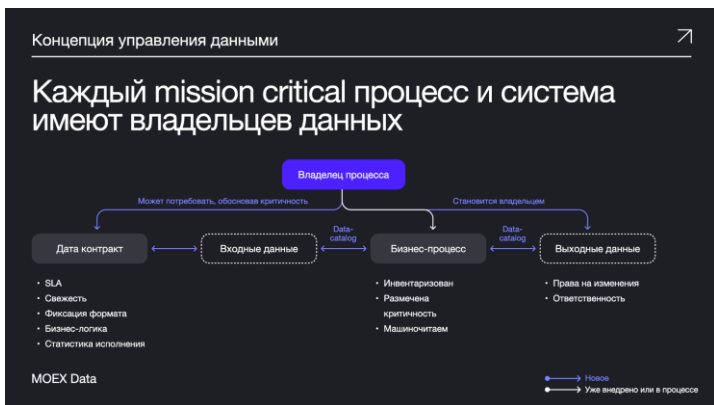 Концепция управления данными
Каждый mission critical процесс и система
имеют владельцев данных
Владелец процесса
Может потребовать, обосновав критичность
Становится владельцем
Дата контракт
Входные данные
Data-
catalog
Бизнес-процесс
Data-
catalog
Выходные данные
• SLA
• Свежесть
• Фиксация формата
• Бизнес-логика
• Статистика исполнения
• Инвентаризован
• Размечена
критичность
• Машиночитаем
• Права на изменения
• Ответственность
MOEX Data
Новое
Уже внедрено или в процессе